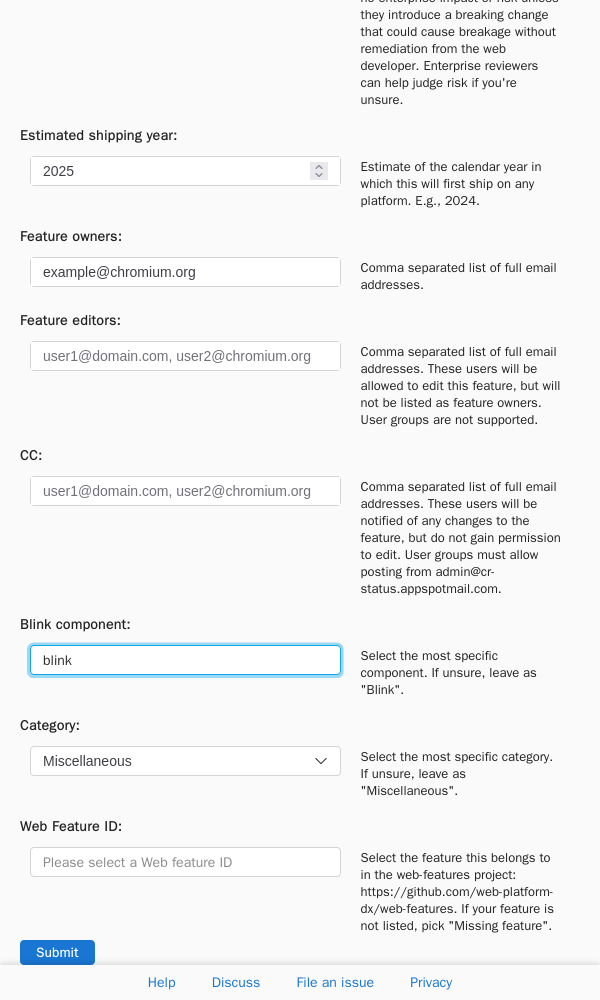 no enterprise impact or risk unless
they introduce a breaking change
that could cause breakage without
remediation from the web
developer. Enterprise reviewers
can help judge risk if you're
unsure.
Estimated shipping year:
2025
Estimate of the calendar year in
which this will first ship on any
platform. E.g., 2024.
Feature owners:
example@chromium.org
Comma separated list of full email
addresses.
Feature editors:
user1@domain.com, user2@chromium.org
Comma separated list of full email
addresses. These users will be
allowed to edit this feature, but will
not be listed as feature owners.
User groups are not supported.
CC:
user1@domain.com, user2@chromium.org
Comma separated list of full email
addresses. These users will be
notified of any changes to the
feature, but do not gain permission
to edit. User groups must allow
posting from admin@cr-
status.appspotmail.com.
Blink component:
blink
Select the most specific
component. If unsure, leave as
"Blink".
Category:
Miscellaneous
Select the most specific category.
If unsure, leave as
"Miscellaneous".
Web Feature ID:
Please select a Web feature ID
Select the feature this belongs to
in the web-features project:
https://github.com/web-platform-
dx/web-features. If your feature is
not listed, pick "Missing feature".
Submit
Help
Discuss
File an issue
Privacy